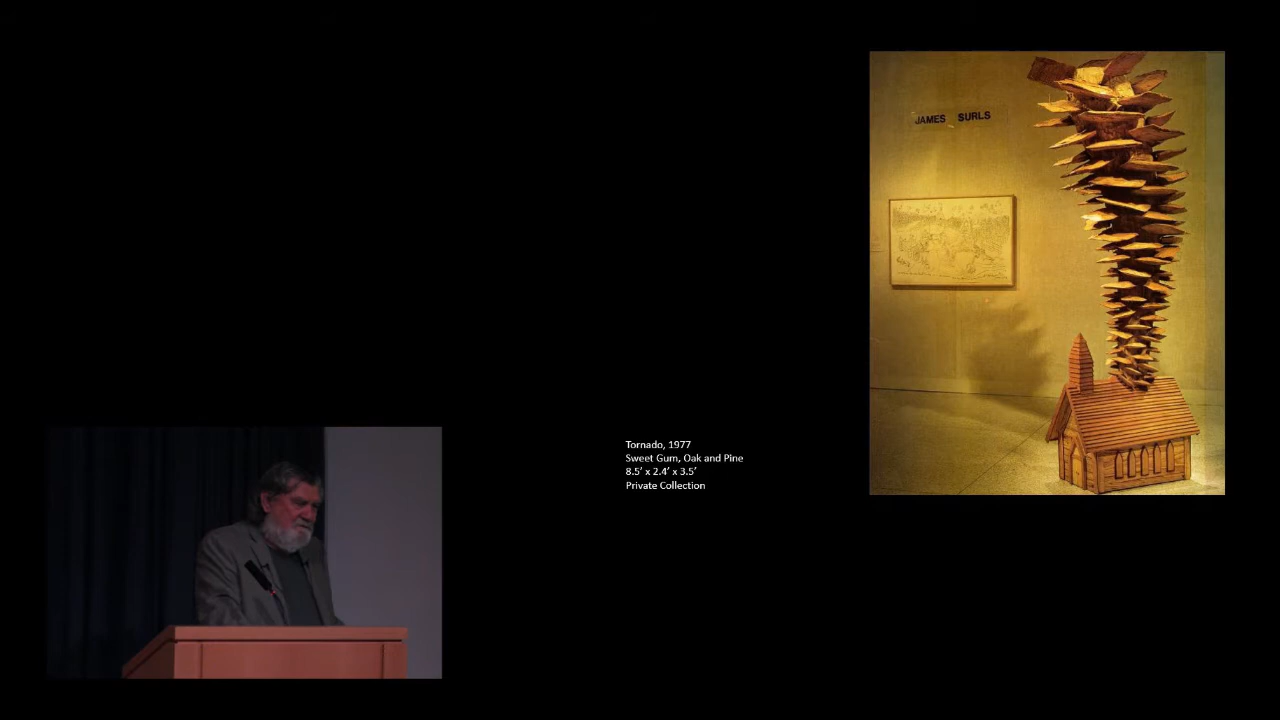 JAMES SURLS
Tornado, 1977
Sweet Gum, Oak and Pine
8.5’ x 2.4’ x 3.5’
Private Collection